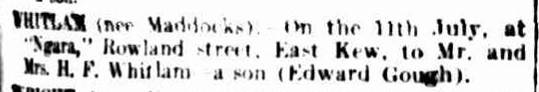 WHITLAM (nee Maddocks).—On the 11th July, at
"Ngara," Rowland street, East Kew, to Mr. and
Mrs. H. F. Whitlam—a son (Edward Gough).